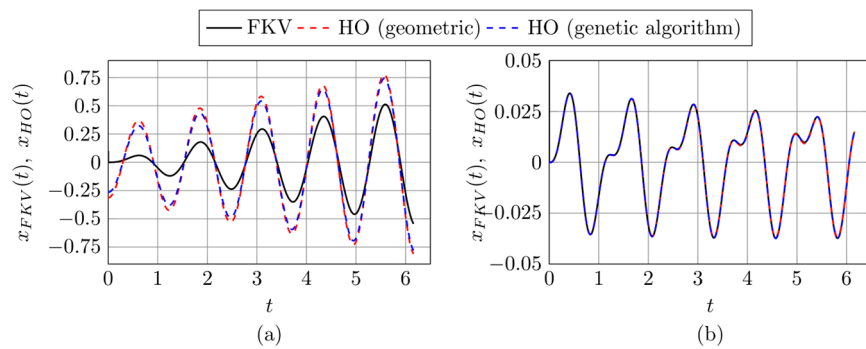 FKV HO (geometric) HO (genetic algorithm)
x_{FKV}(t), x_{HO}(t)
0.75
0.5
0.25
0
−0.25
−0.5
−0.75
0 1 2 3 4 5 6
t
(a)
x_{FKV}(t), x_{HO}(t)
0.05
0.025
0
−0.025
−0.05
0 1 2 3 4 5 6
t
(b)